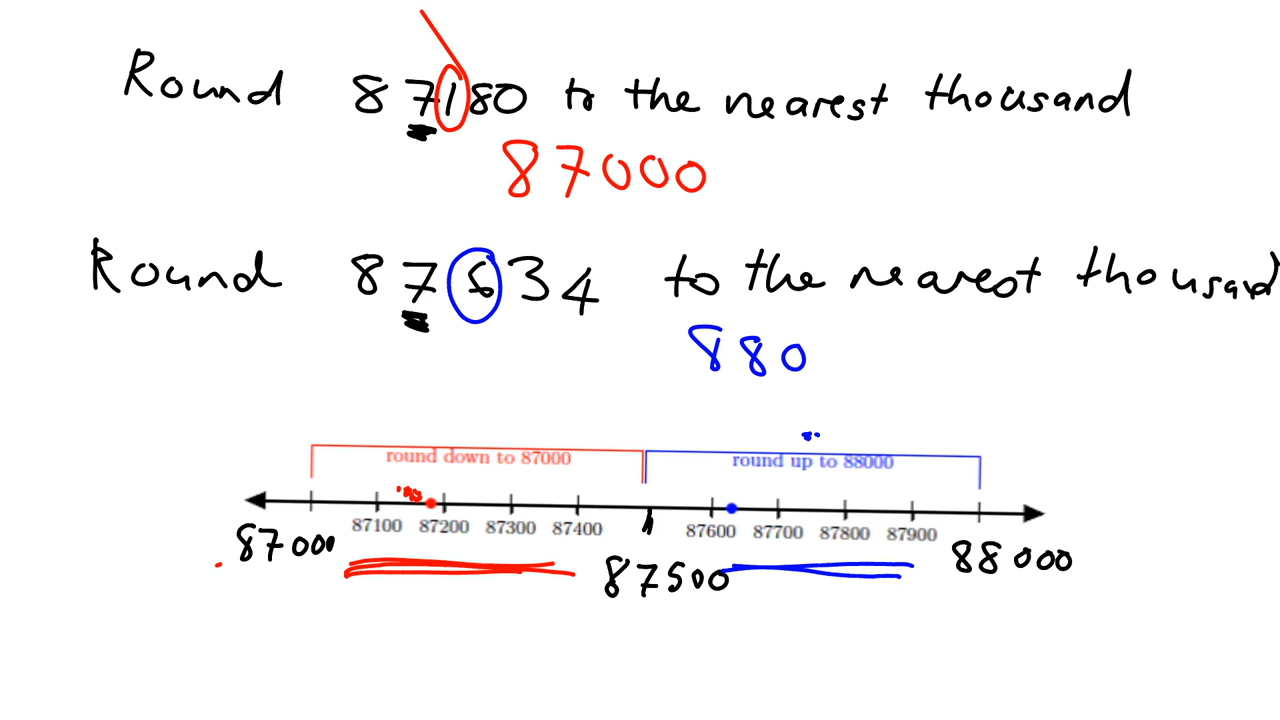 Round 87180 to the nearest thousand
87000
Round 87634 to the nearest thousand
880
round down to 87000 round up to 88000
87100 87200 87300 87400 87600 87700 87800 87900
87000 87500 88000